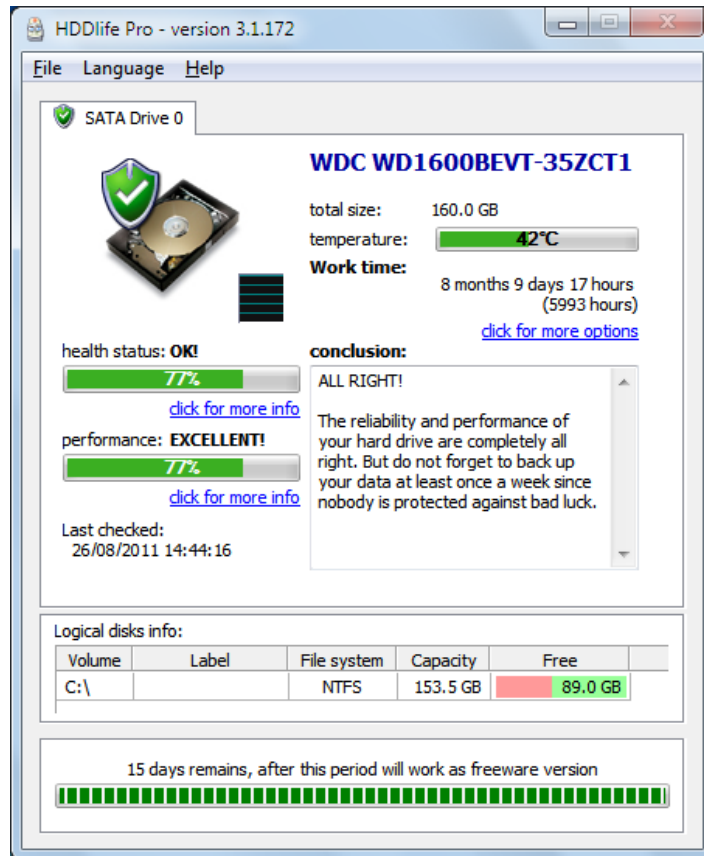 HDDlife Pro - version 3.1.172
File Language Help
SATA Drive 0
WDC WD1600BEVT-35ZCT1
total size: 160.0 GB
temperature: 42°C
Work time:
8 months 9 days 17 hours
(5993 hours)
click for more options
health status: OK!
77%
click for more info
performance: EXCELLENT!
77%
click for more info
Last checked:
26/08/2011 14:44:16
conclusion:
ALL RIGHT!
The reliability and performance of
your hard drive are completely all
right. But do not forget to back up
your data at least once a week since
nobody is protected against bad luck.
Logical disks info:
Volume Label File system Capacity Free
C:\ NTFS 153.5 GB 89.0 GB
15 days remains, after this period will work as freeware version